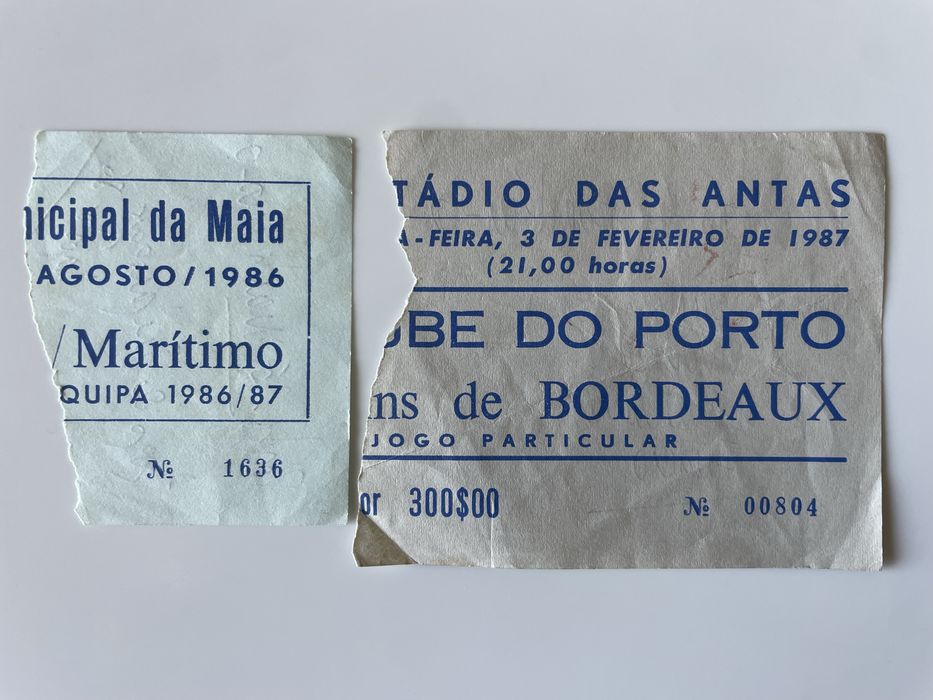 nicipal da Maia
AGOSTO/1986
/ Marítimo
QUIPA 1986/87
Nº 1636
TÁDIO DAS ANTAS
A-FEIRA, 3 DE FEVEREIRO DE 1987
(21,00 horas)
UBE DO PORTO
ns de BORDEAUX
JOGO PARTICULAR
or 300$00
Nº 00804